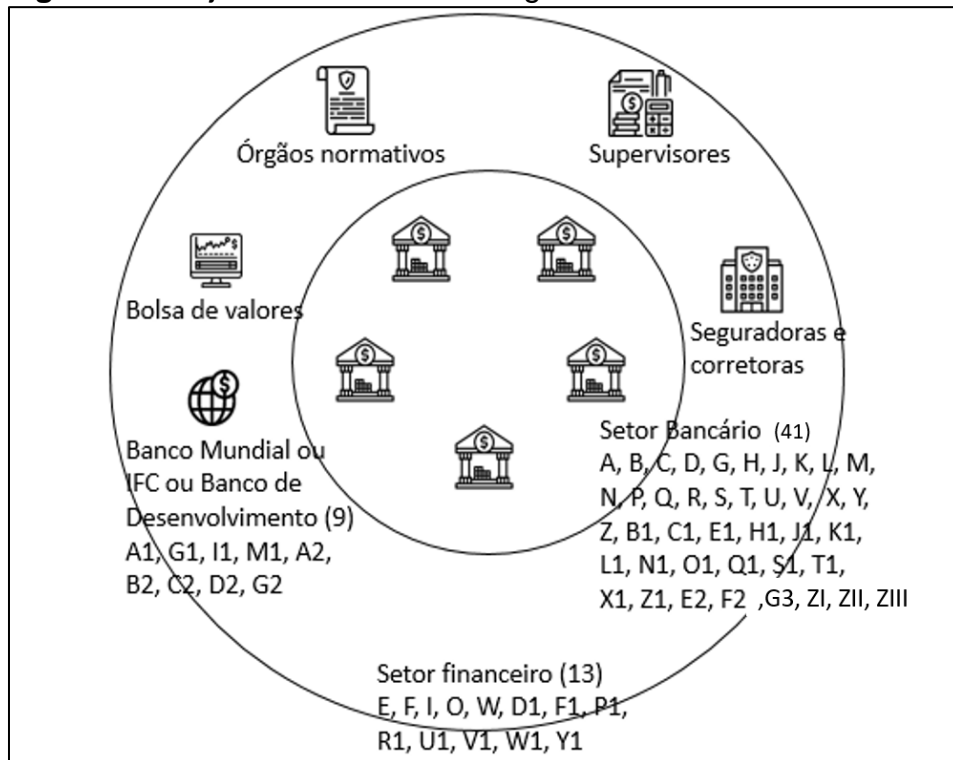 Órgãos normativos
Supervisores
Bolsa de valores
Seguradoras e
corretoras
Banco Mundial ou
IFC ou Banco de
Desenvolvimento (9)
A1, G1, I1, M1, A2,
B2, C2, D2, G2
Setor Bancário (41)
A, B, C, D, G, H, J, K, L, M,
N, P, Q, R, S, T, U, V, X, Y,
Z, B1, C1, E1, H1, J1, K1,
L1, N1, O1, Q1, S1, T1,
X1, Z1, E2, F2 ,G3, ZI, ZII, ZIII
Setor financeiro (13)
E, F, I, O, W, D1, F1, P1,
R1, U1, V1, W1, Y1